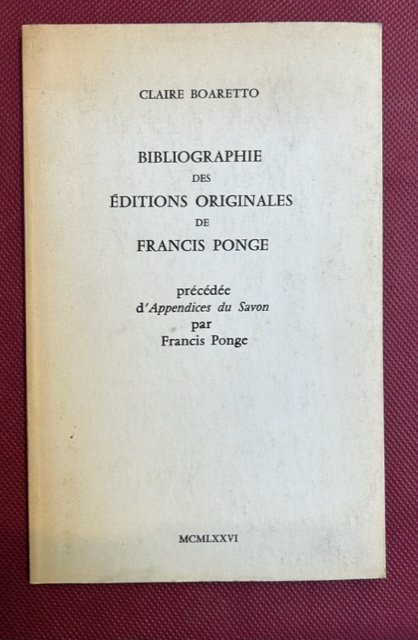 CLAIRE BOARETTO
BIBLIOGRAPHIE
DES
ÉDITIONS ORIGINALES
DE
FRANCIS PONGE
précédée
d'Appendices du Savon
par
Francis Ponge
MCMLXXVI